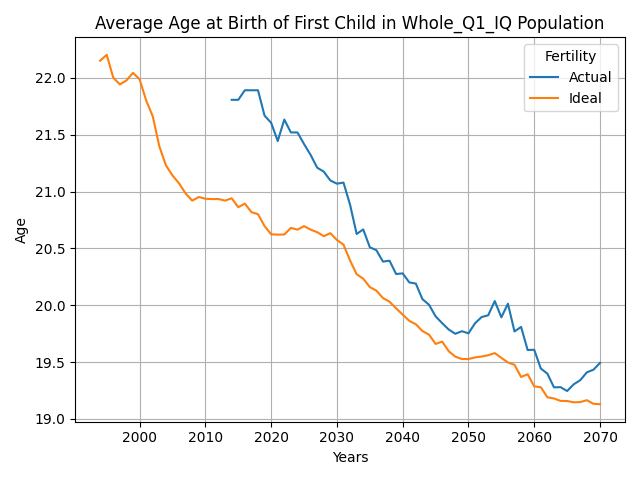 Average Age at Birth of First Child in Whole_Q1_IQ Population
Fertility
Actual
Ideal
Age
22.0
21.5
21.0
20.5
20.0
19.5
19.0
2000
2010
2020
2030
2040
2050
2060
2070
Years